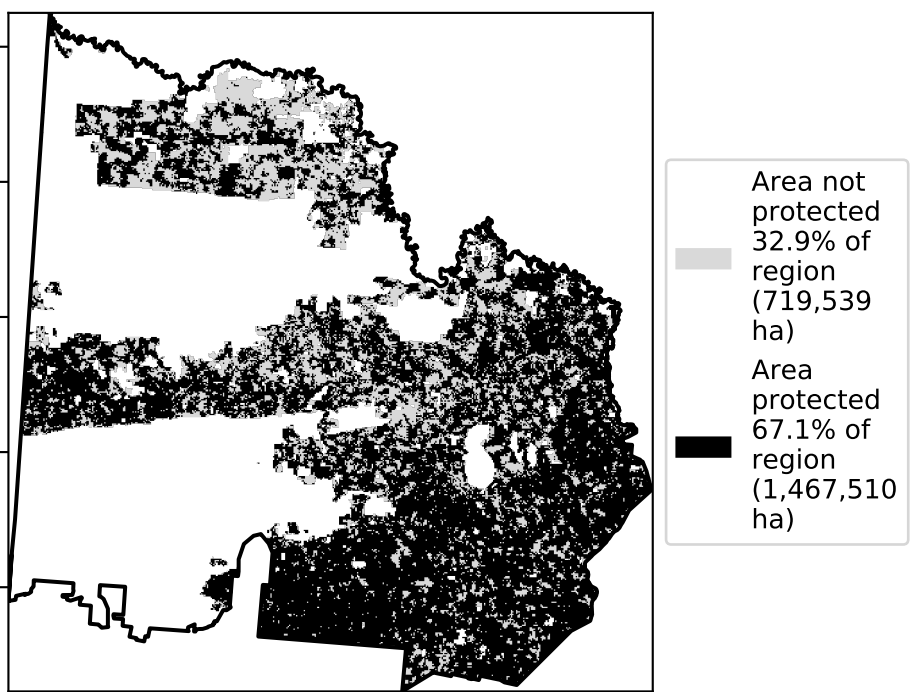 Area not
protected
32.9% of
region
(719,539
ha)
Area
protected
67.1% of
region
(1,467,510
ha)